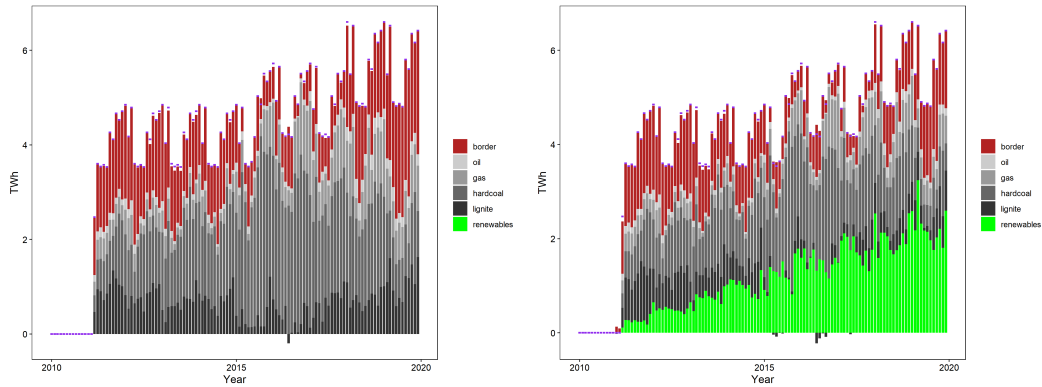 TWh
6
4
2
0
2010
2015
2020
Year
border
oil
gas
hardcoal
lignite
renewables
TWh
6
4
2
0
2010
2015
2020
Year
border
oil
gas
hardcoal
lignite
renewables